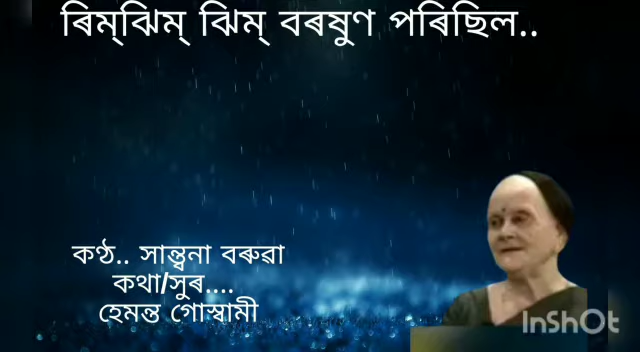 ৰিম্‌ঝিম্ ঝিম্ বৰষুণ পৰিছিল..
কণ্ঠ.. সান্ত্বনা বৰুৱা
কথা/সুৰ....
হেমন্ত গোস্বামী
InShOt